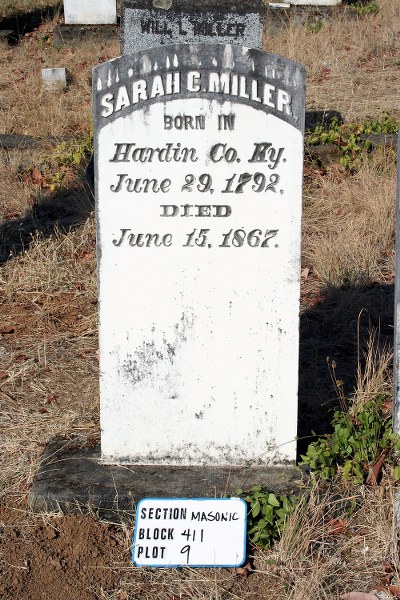 WILL L. MILLER
SARAH C. MILLER.
BORN IN
Hardin Co. Ky.
June 29, 1792.
DIED
June 15, 1867.
SECTION MASONIC
BLOCK 411
PLOT 9